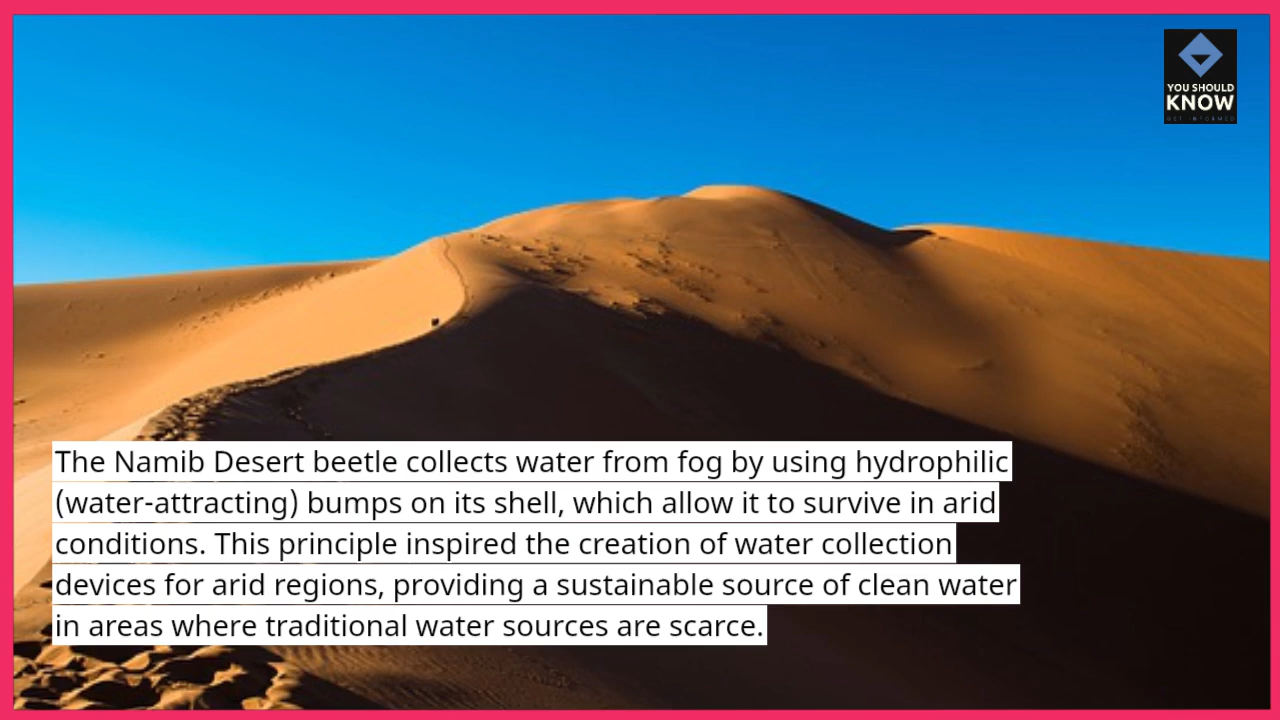 YOU SHOULD
KNOW
GET INFORMED
The Namib Desert beetle collects water from fog by using hydrophilic
(water-attracting) bumps on its shell, which allow it to survive in arid
conditions. This principle inspired the creation of water collection
devices for arid regions, providing a sustainable source of clean water
in areas where traditional water sources are scarce.